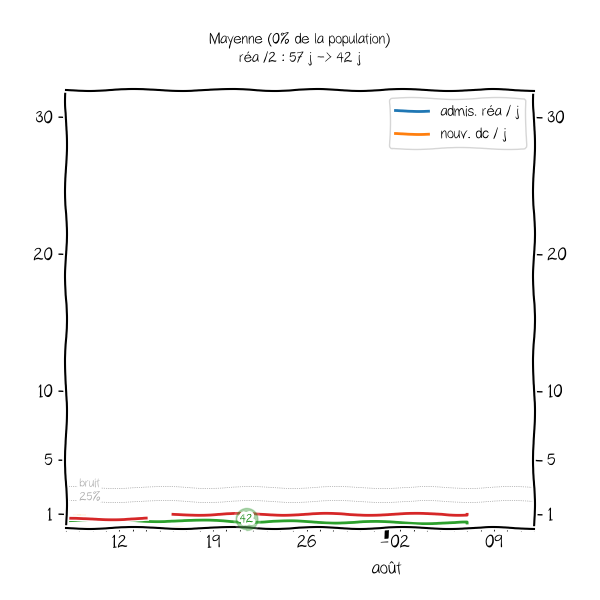 Mayenne (0% de la population)
réa /2 : 57 j -> 42 j
admis. réa / j
nouv. dc / j
30
30
20
20
10
10
5
5
bruit
25%
1
1
42
12
19
26
02
09
août